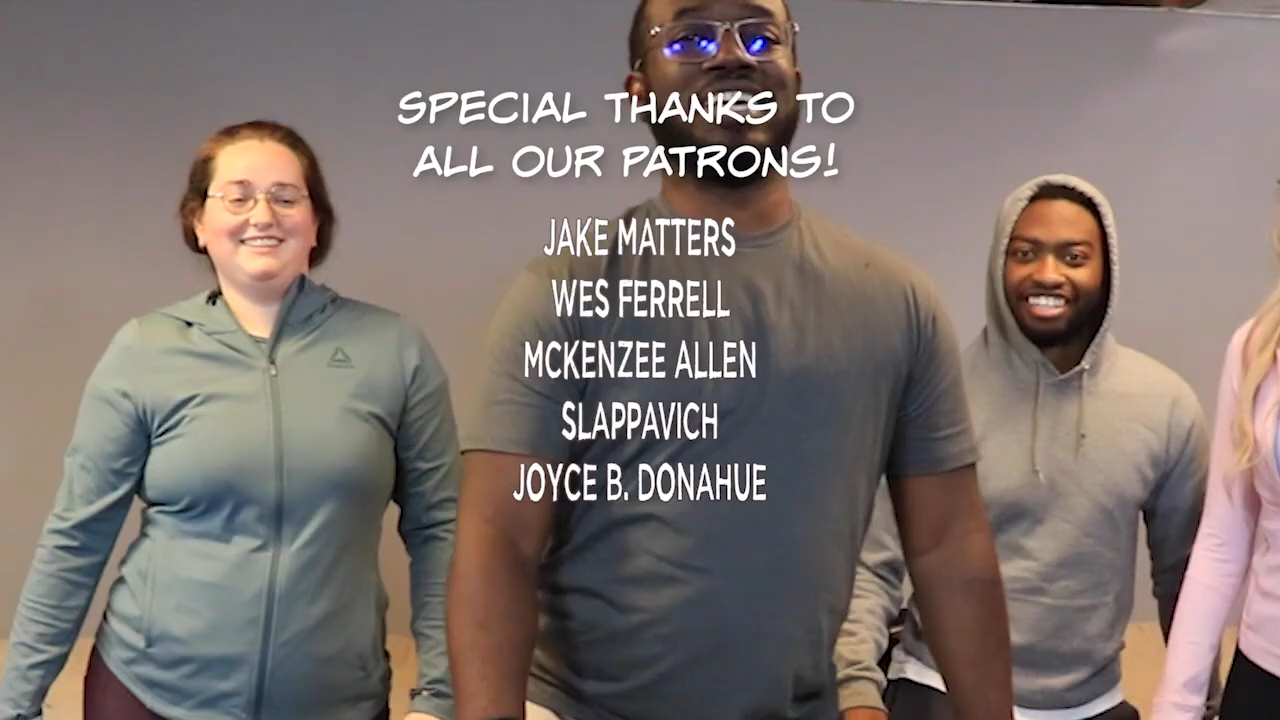 SPECIAL THANKS TO
ALL OUR PATRONS!
JAKE MATTERS
WES FERRELL
MCKENZEE ALLEN
SLAPPAVICH
JOYCE B. DONAHUE